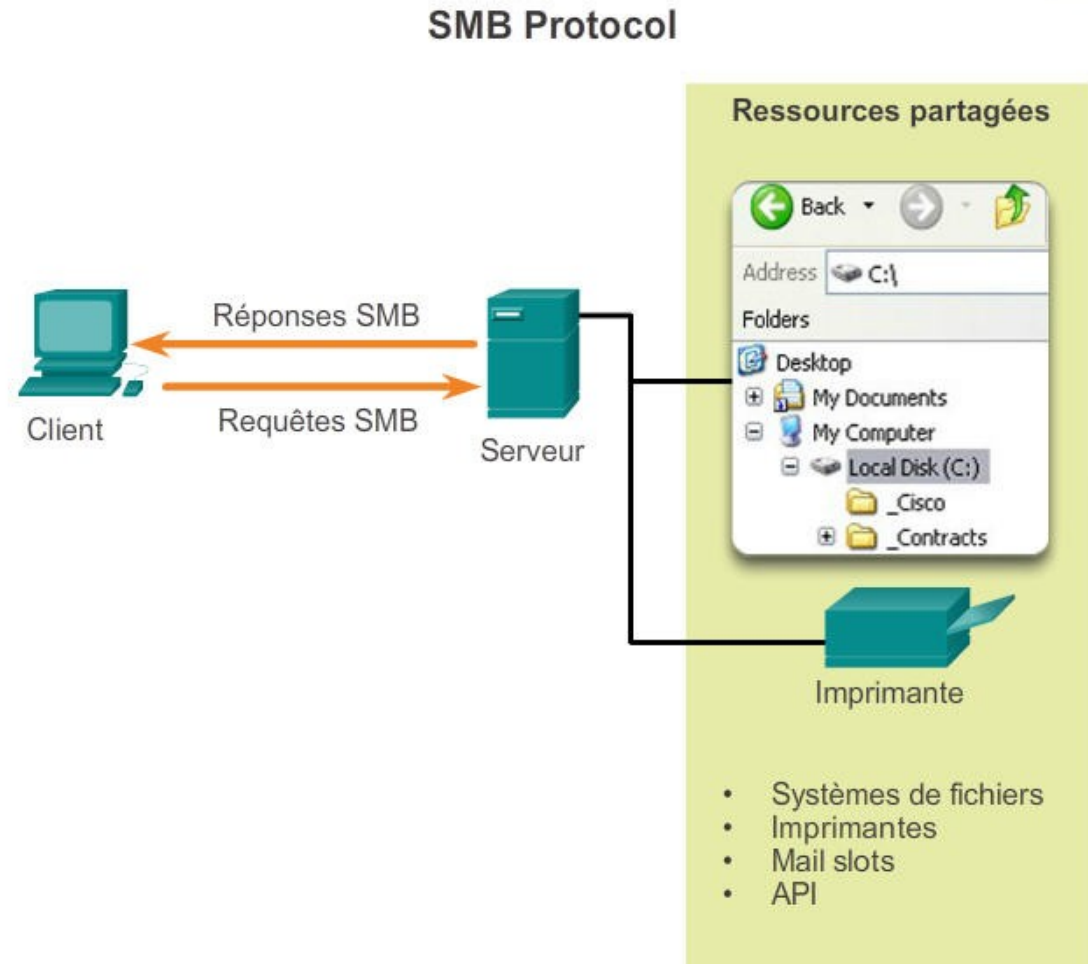 SMB Protocol
Ressources partagées
Back
Address C:\
Folders
Desktop
My Documents
My Computer
Local Disk (C:)
_Cisco
_Contracts
Réponses SMB
Requêtes SMB
Client
Serveur
Imprimante
• Systèmes de fichiers
• Imprimantes
• Mail slots
• API